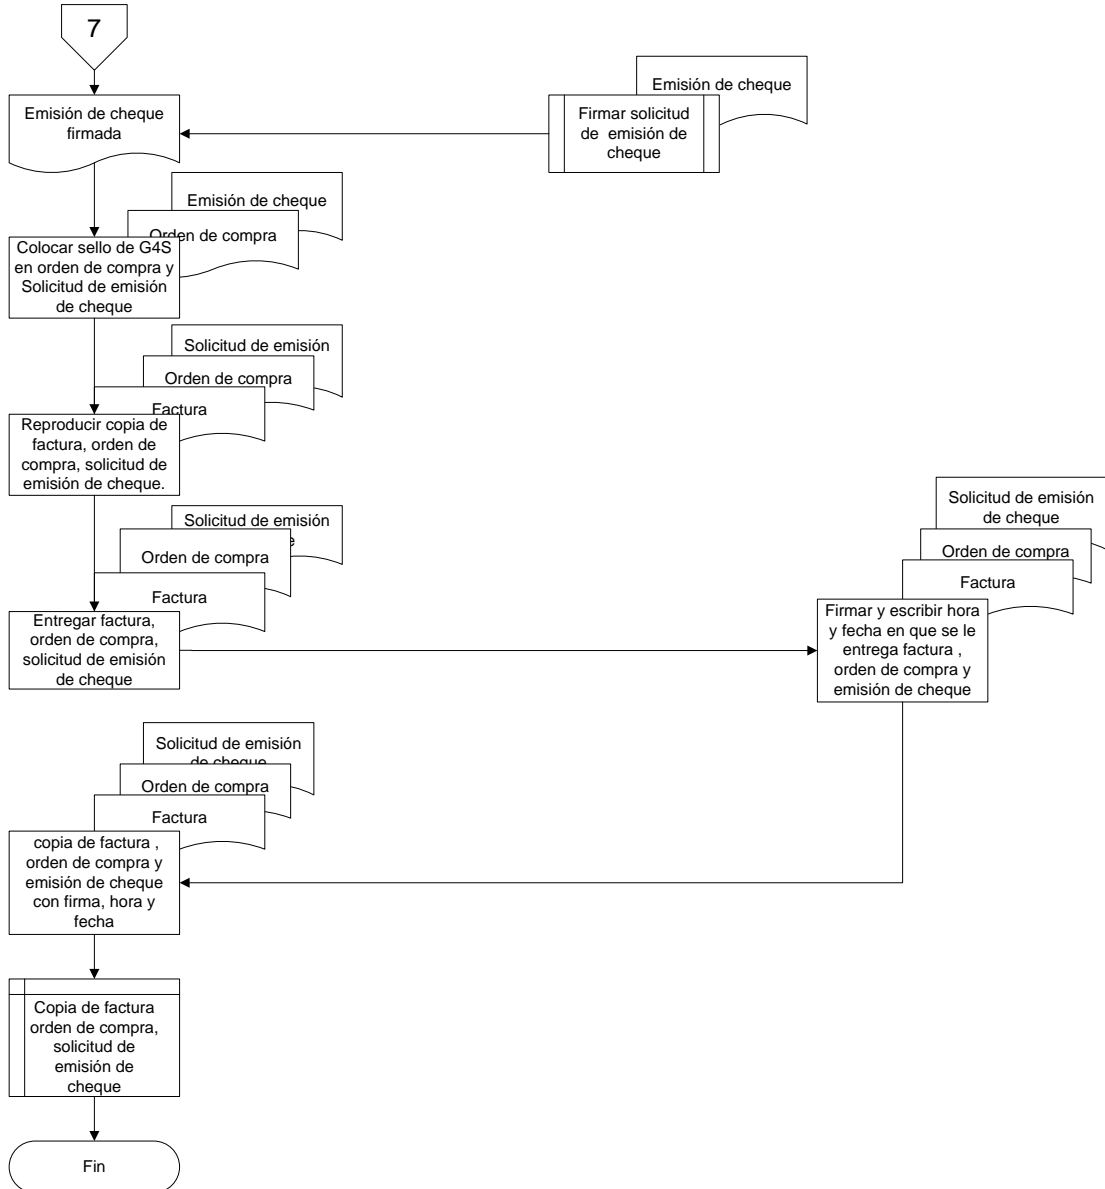 7
Emisión de cheque
firmada
Emisión de cheque
Firmar solicitud
de emisión de
cheque
Emisión de cheque
Orden de compra
Colocar sello de G4S
en orden de compra y
Solicitud de emisión
de cheque
Solicitud de emisión
Orden de compra
Factura
Reproducir copia de
factura, orden de
compra, solicitud de
emisión de cheque.
Solicitud de emisión
Orden de compra
Factura
Entregar factura,
orden de compra,
solicitud de emisión
de cheque
Solicitud de emisión
de cheque
Orden de compra
Factura
Firmar y escribir hora
y fecha en que se le
entrega factura ,
orden de compra y
emisión de cheque
Solicitud de emisión
de cheque
Orden de compra
Factura
copia de factura ,
orden de compra y
emisión de cheque
con firma, hora y
fecha
Copia de factura
orden de compra,
solicitud de
emisión de
cheque
Fin